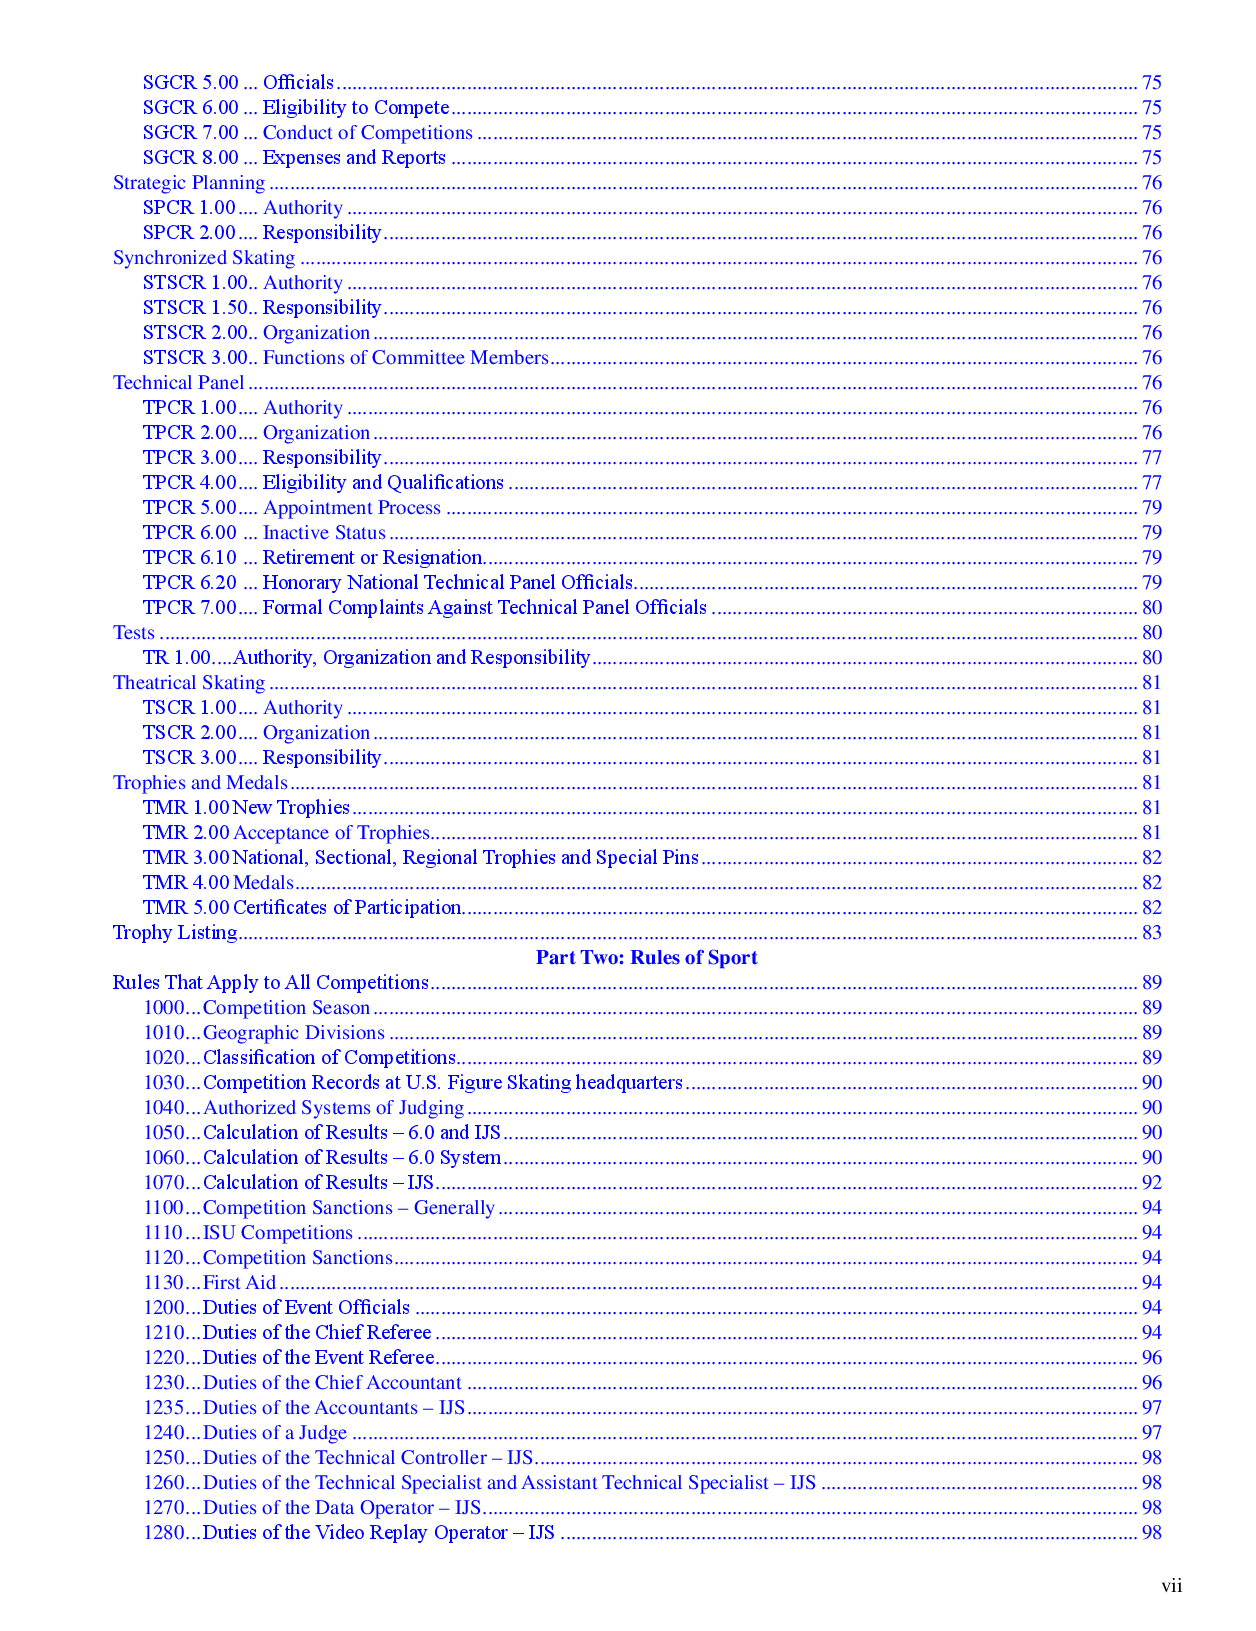 SGCR 5.00 ... Officials ... 75
SGCR 6.00 ... Eligibility to Compete ... 75
SGCR 7.00 ... Conduct of Competitions ... 75
SGCR 8.00 ... Expenses and Reports ... 75
Strategic Planning ... 76
SPCR 1.00 .... Authority ... 76
SPCR 2.00 .... Responsibility ... 76
Synchronized Skating ... 76
STSCR 1.00.. Authority ... 76
STSCR 1.50.. Responsibility ... 76
STSCR 2.00.. Organization ... 76
STSCR 3.00.. Functions of Committee Members ... 76
Technical Panel ... 76
TPCR 1.00 .... Authority ... 76
TPCR 2.00 .... Organization ... 76
TPCR 3.00 .... Responsibility ... 77
TPCR 4.00 .... Eligibility and Qualifications ... 77
TPCR 5.00 .... Appointment Process ... 79
TPCR 6.00 ... Inactive Status ... 79
TPCR 6.10 ... Retirement or Resignation ... 79
TPCR 6.20 ... Honorary National Technical Panel Officials ... 79
TPCR 7.00 .... Formal Complaints Against Technical Panel Officials ... 80
Tests ... 80
TR 1.00....Authority, Organization and Responsibility ... 80
Theatrical Skating ... 81
TSCR 1.00 .... Authority ... 81
TSCR 2.00 .... Organization ... 81
TSCR 3.00 .... Responsibility ... 81
Trophies and Medals ... 81
TMR 1.00 New Trophies ... 81
TMR 2.00 Acceptance of Trophies ... 81
TMR 3.00 National, Sectional, Regional Trophies and Special Pins ... 82
TMR 4.00 Medals ... 82
TMR 5.00 Certificates of Participation ... 82
Trophy Listing ... 83
Part Two: Rules of Sport
Rules That Apply to All Competitions ... 89
1000...Competition Season ... 89
1010...Geographic Divisions ... 89
1020...Classification of Competitions ... 89
1030...Competition Records at U.S. Figure Skating headquarters ... 90
1040...Authorized Systems of Judging ... 90
1050...Calculation of Results – 6.0 and IJS ... 90
1060...Calculation of Results – 6.0 System ... 90
1070...Calculation of Results – IJS ... 92
1100...Competition Sanctions – Generally ... 94
1110...ISU Competitions ... 94
1120...Competition Sanctions ... 94
1130...First Aid ... 94
1200...Duties of Event Officials ... 94
1210...Duties of the Chief Referee ... 94
1220...Duties of the Event Referee ... 96
1230...Duties of the Chief Accountant ... 96
1235...Duties of the Accountants – IJS ... 97
1240...Duties of a Judge ... 97
1250...Duties of the Technical Controller – IJS ... 98
1260...Duties of the Technical Specialist and Assistant Technical Specialist – IJS ... 98
1270...Duties of the Data Operator – IJS ... 98
1280...Duties of the Video Replay Operator – IJS ... 98
vii